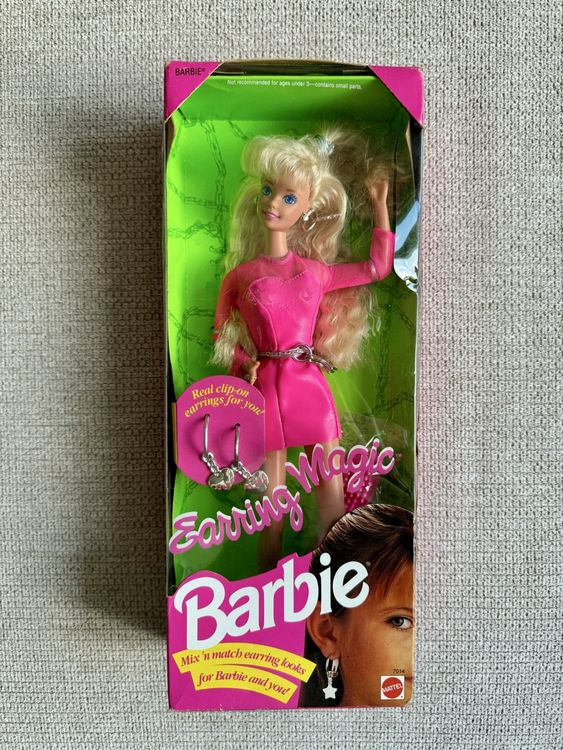 BARBIE®
Not recommended for ages under 3—contains small parts.
Real clip-on
earrings for you!
Earring Magic™
Barbie®
Mix 'n match earring looks
for Barbie and you!
7014
MATTEL